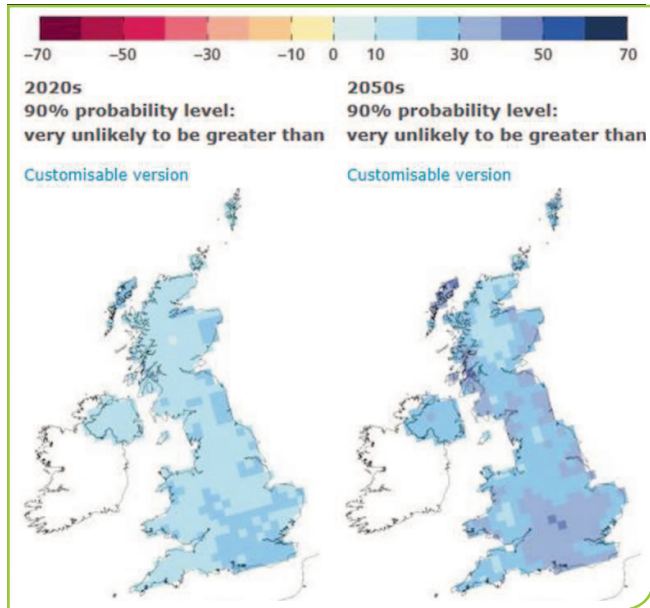 –70 –50 –30 –10 0 10 30 50 70
2020s
90% probability level:
very unlikely to be greater than
Customisable version
2050s
90% probability level:
very unlikely to be greater than
Customisable version